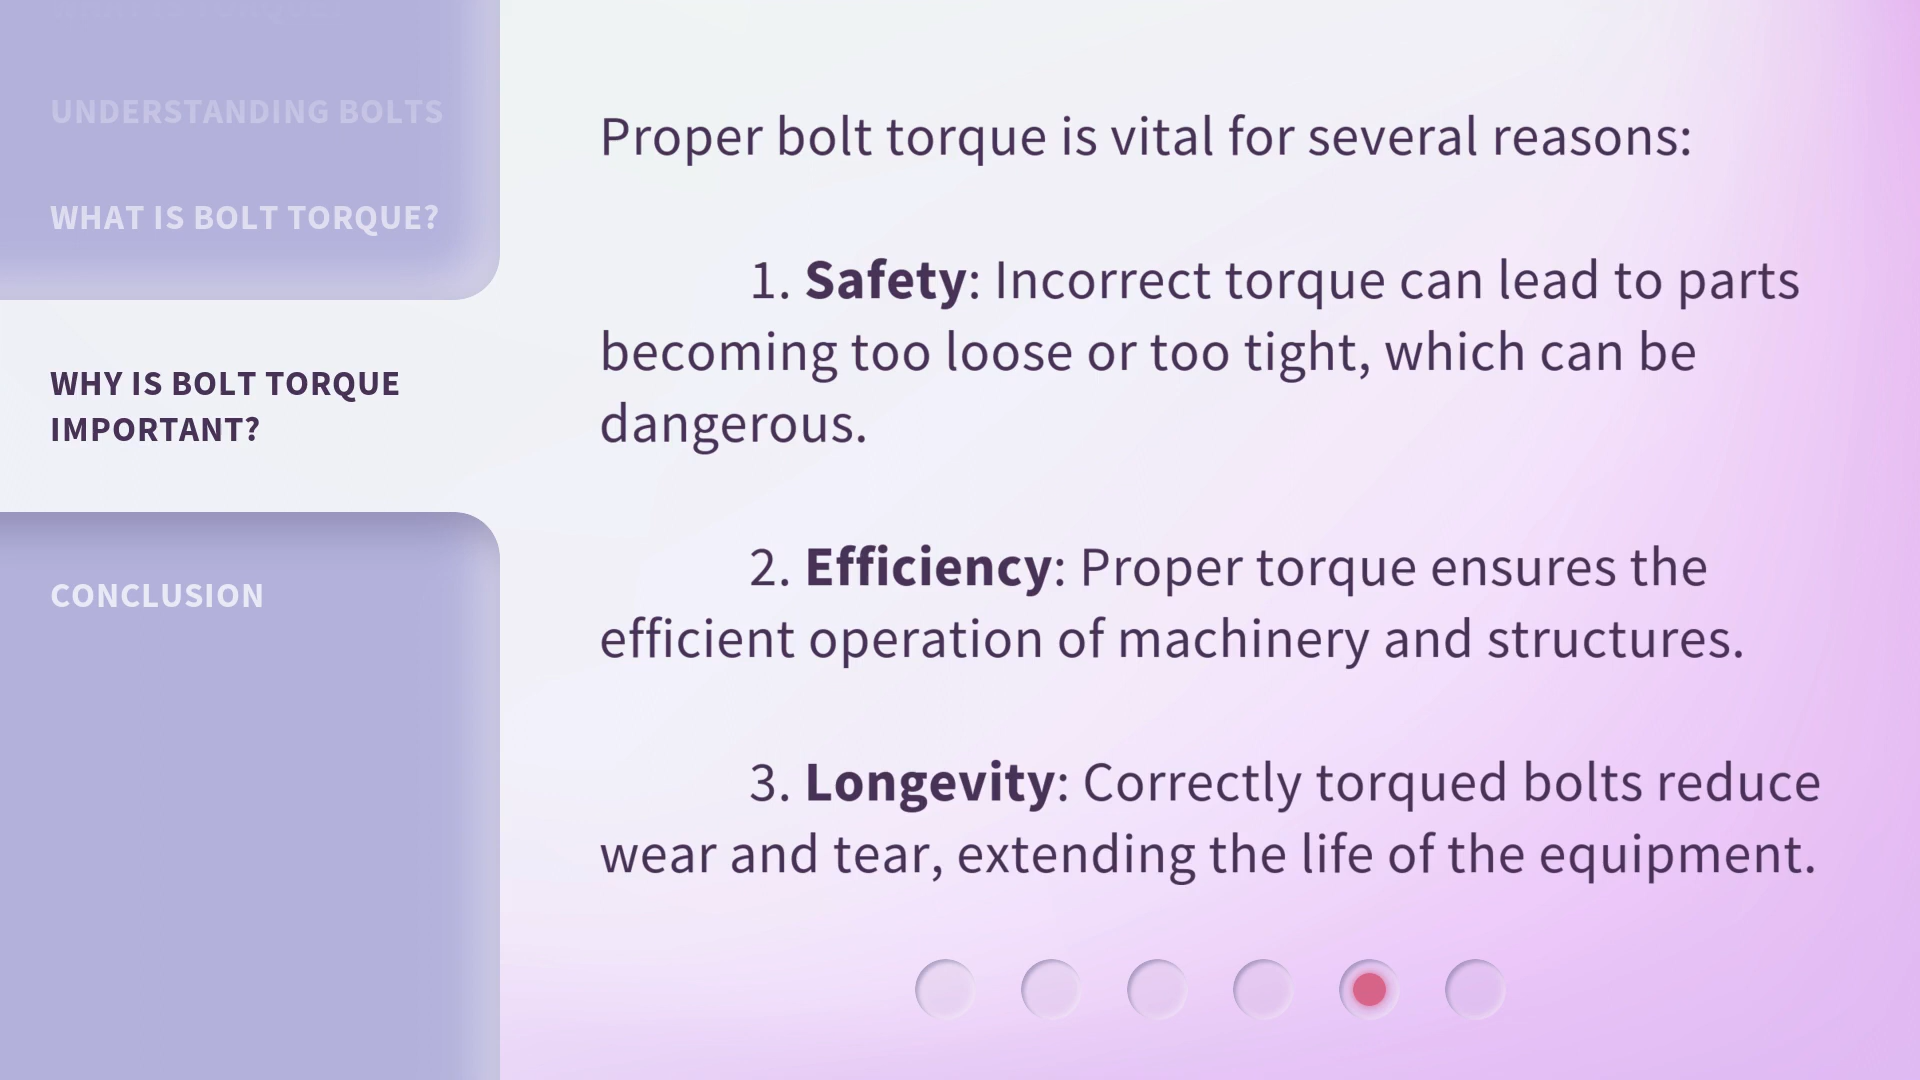 UNDERSTANDING BOLTS
WHAT IS BOLT TORQUE?
WHY IS BOLT TORQUE
IMPORTANT?
CONCLUSION
Proper bolt torque is vital for several reasons:
1. Safety: Incorrect torque can lead to parts
becoming too loose or too tight, which can be
dangerous.
2. Efficiency: Proper torque ensures the
efficient operation of machinery and structures.
3. Longevity: Correctly torqued bolts reduce
wear and tear, extending the life of the equipment.